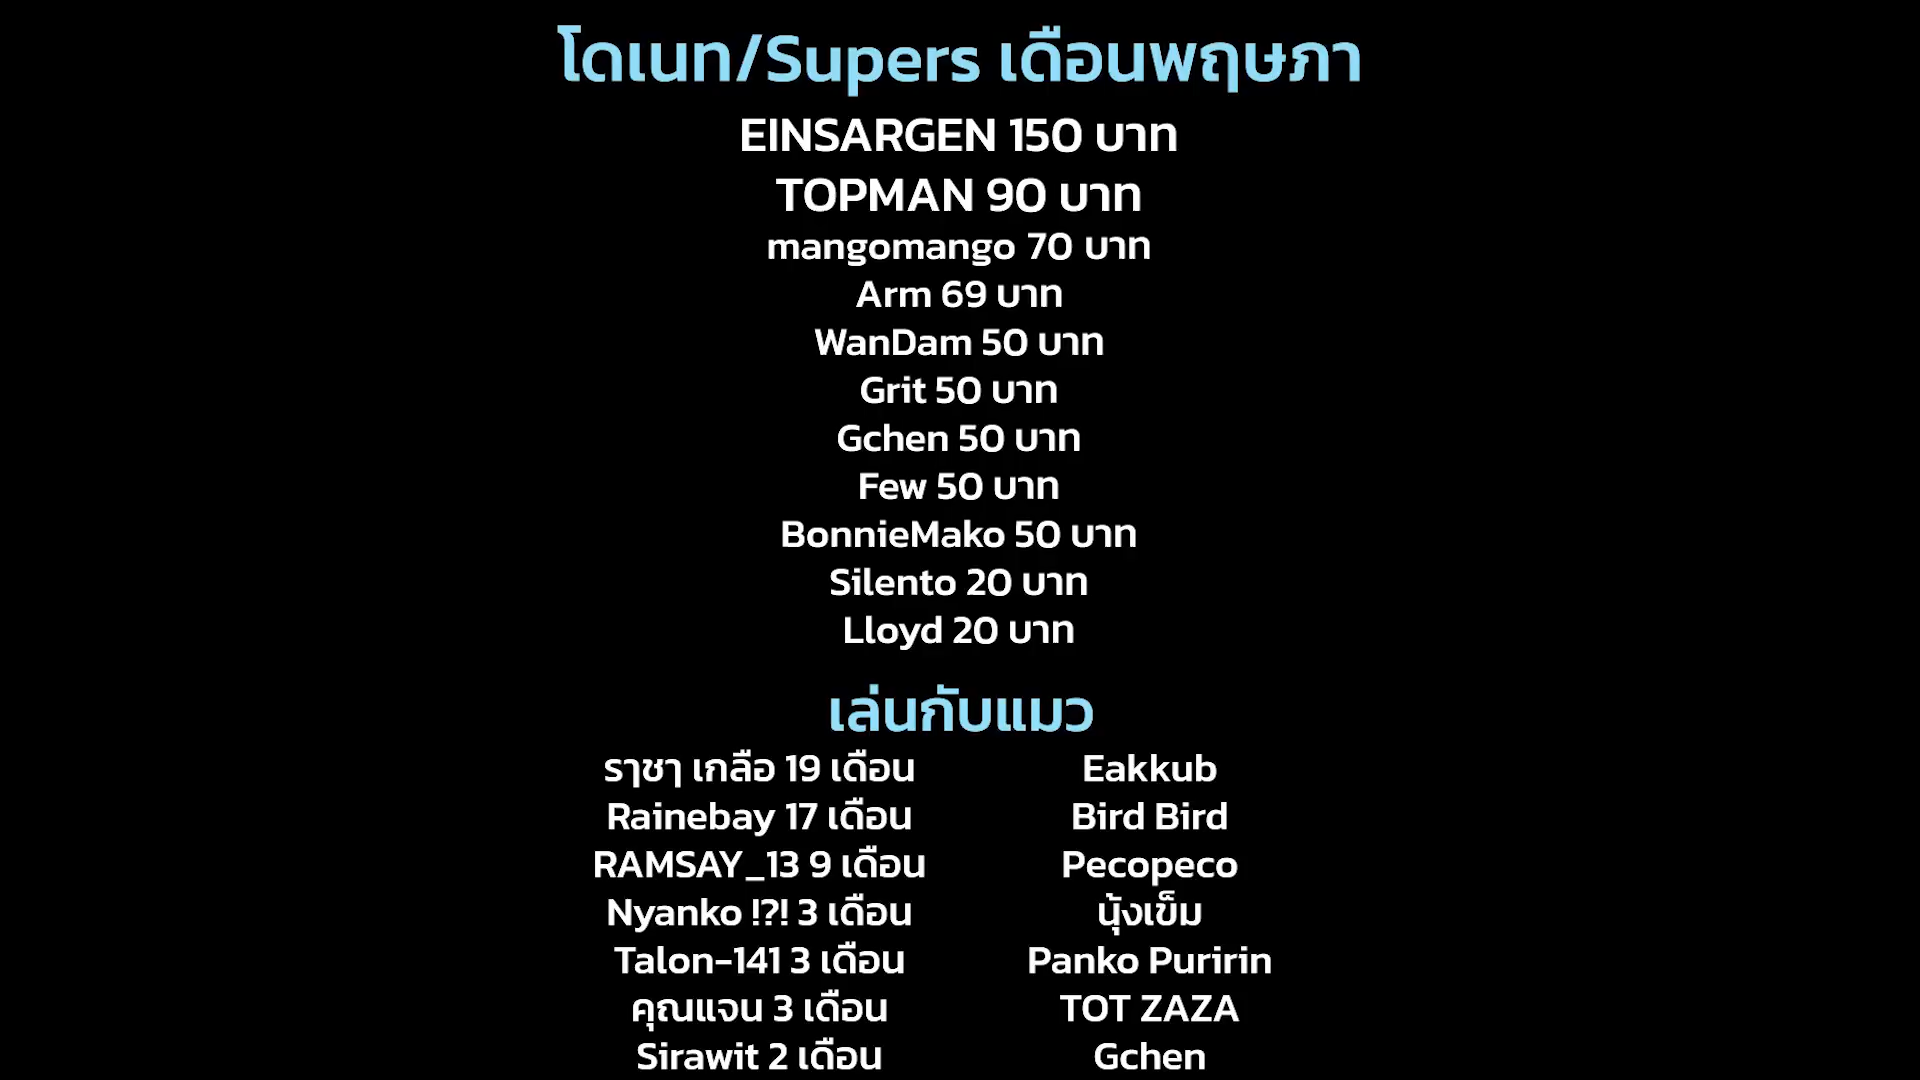 โดเนท/Supers เดือนพฤษภา
EINSARGEN 150 บาท
TOPMAN 90 บาท
mangomango 70 บาท
Arm 69 บาท
WanDam 50 บาท
Grit 50 บาท
Gchen 50 บาท
Few 50 บาท
BonnieMako 50 บาท
Silento 20 บาท
Lloyd 20 บาท
เล่นกับแมว
ราชา เกลือ 19 เดือน
Rainebay 17 เดือน
RAMSAY_13 9 เดือน
Nyanko !?! 3 เดือน
Talon-141 3 เดือน
คุณแจน 3 เดือน
Sirawit 2 เดือน
Eakkub
Bird Bird
Pecopeco
นุ้งเข็ม
Panko Puririn
TOT ZAZA
Gchen